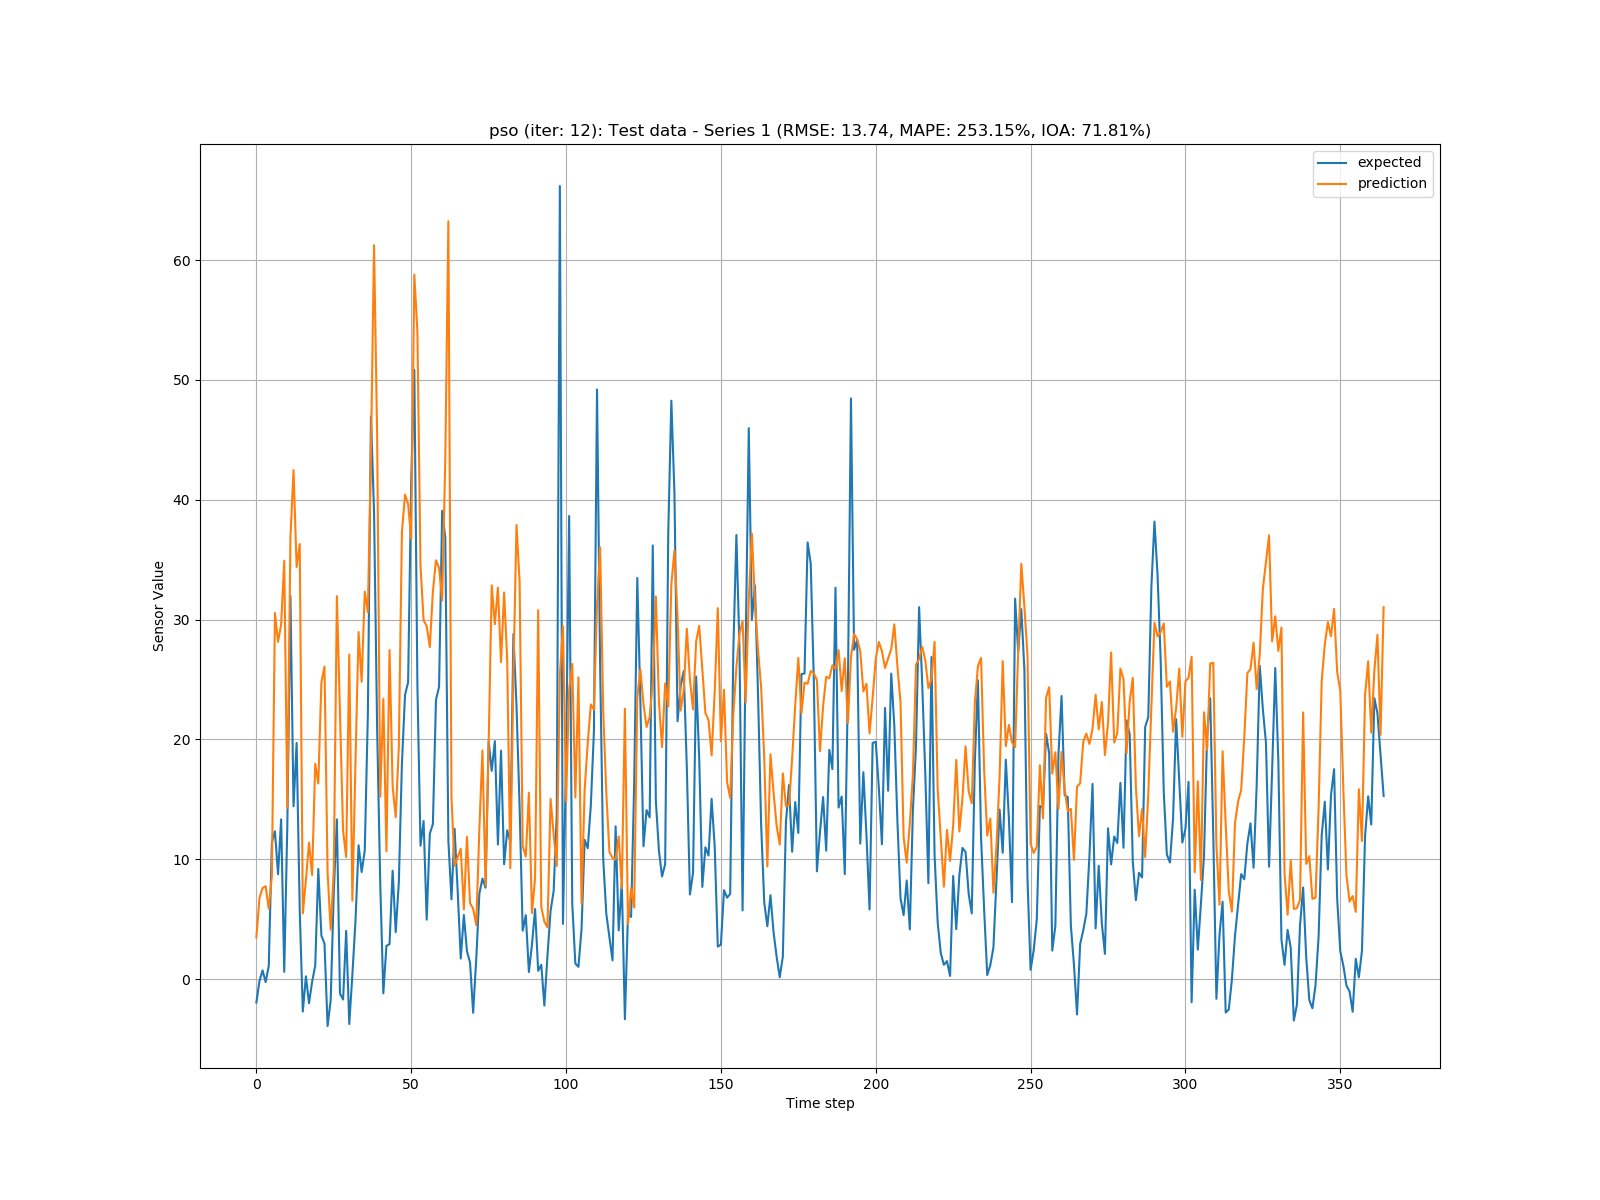 pso (iter: 12): Test data - Series 1 (RMSE: 13.74, MAPE: 253.15%, IOA: 71.81%)
expected
prediction
60
50
40
30
20
10
0
Sensor Value
0 50 100 150 200 250 300 350
Time step